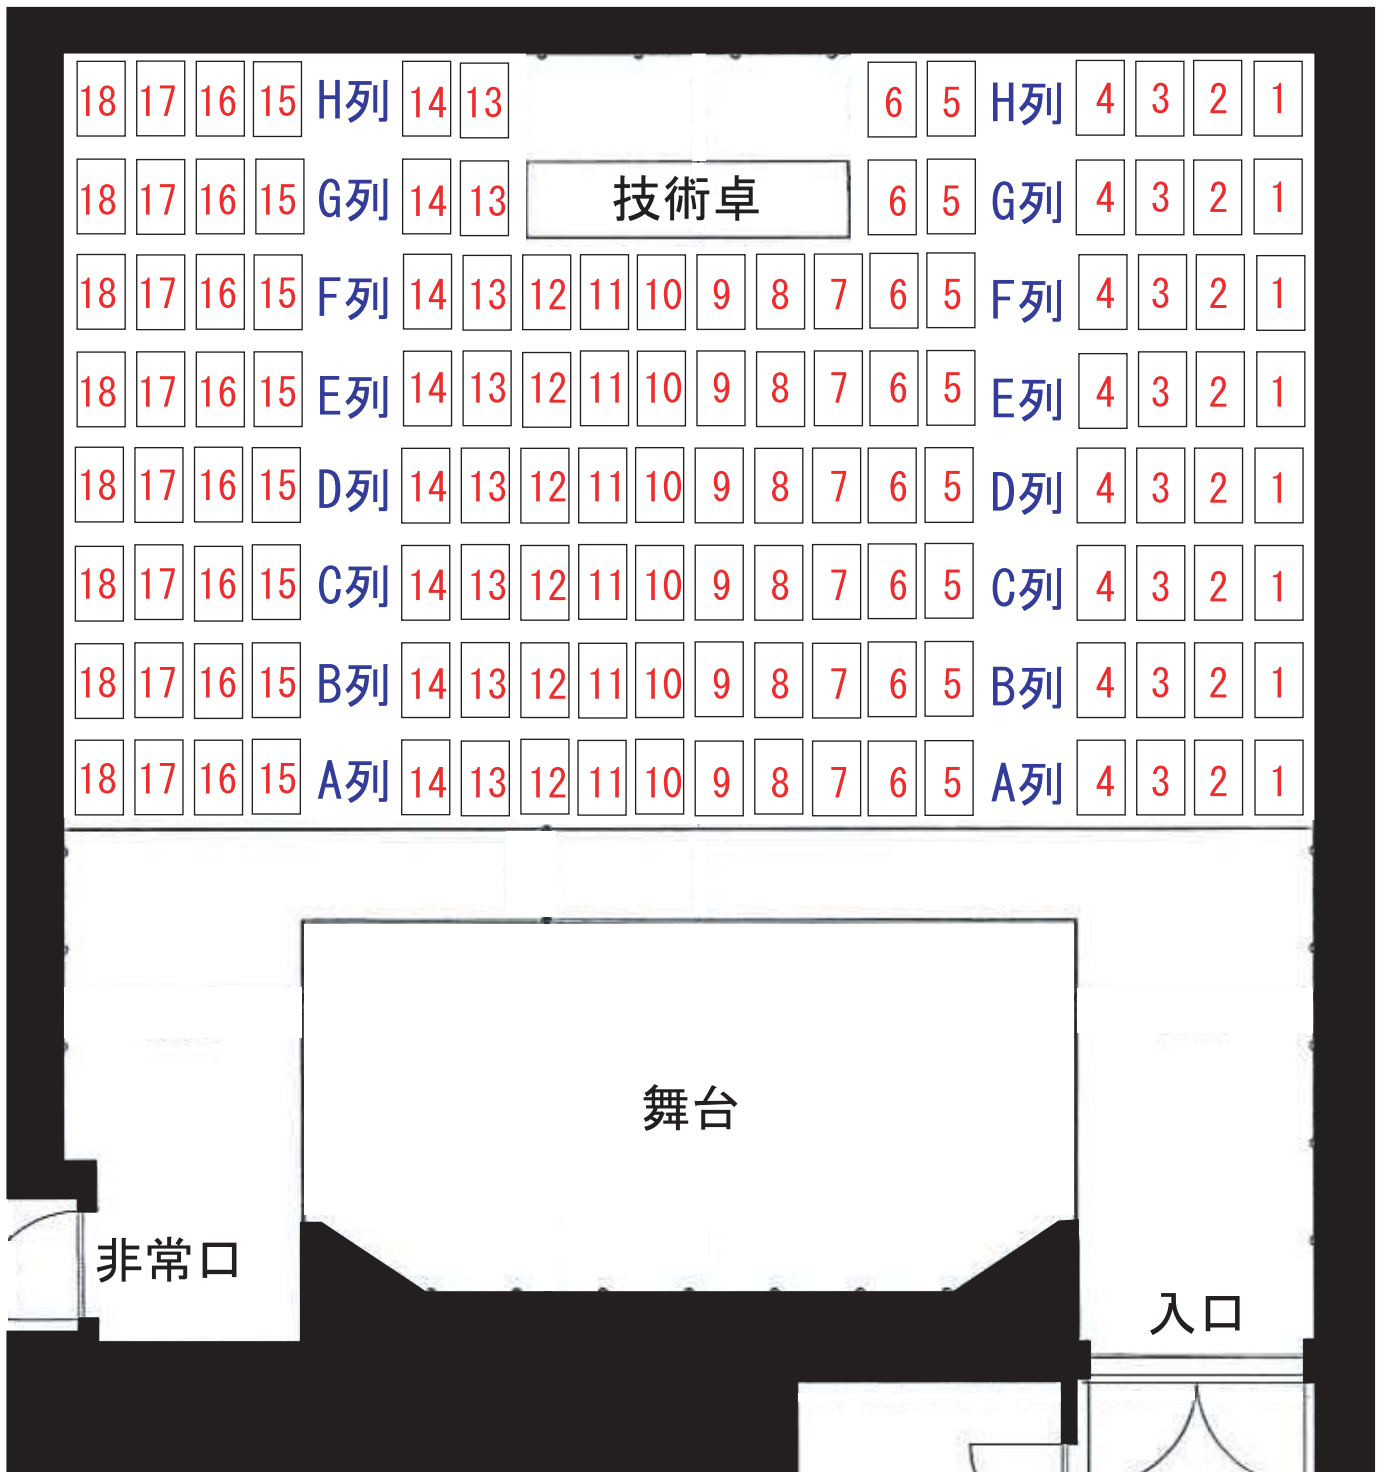 18 17 16 15 H列 14 13 6 5 H列 4 3 2 1
18 17 16 15 G列 14 13 技術卓 6 5 G列 4 3 2 1
18 17 16 15 F列 14 13 12 11 10 9 8 7 6 5 F列 4 3 2 1
18 17 16 15 E列 14 13 12 11 10 9 8 7 6 5 E列 4 3 2 1
18 17 16 15 D列 14 13 12 11 10 9 8 7 6 5 D列 4 3 2 1
18 17 16 15 C列 14 13 12 11 10 9 8 7 6 5 C列 4 3 2 1
18 17 16 15 B列 14 13 12 11 10 9 8 7 6 5 B列 4 3 2 1
18 17 16 15 A列 14 13 12 11 10 9 8 7 6 5 A列 4 3 2 1
舞台
非常口
入口